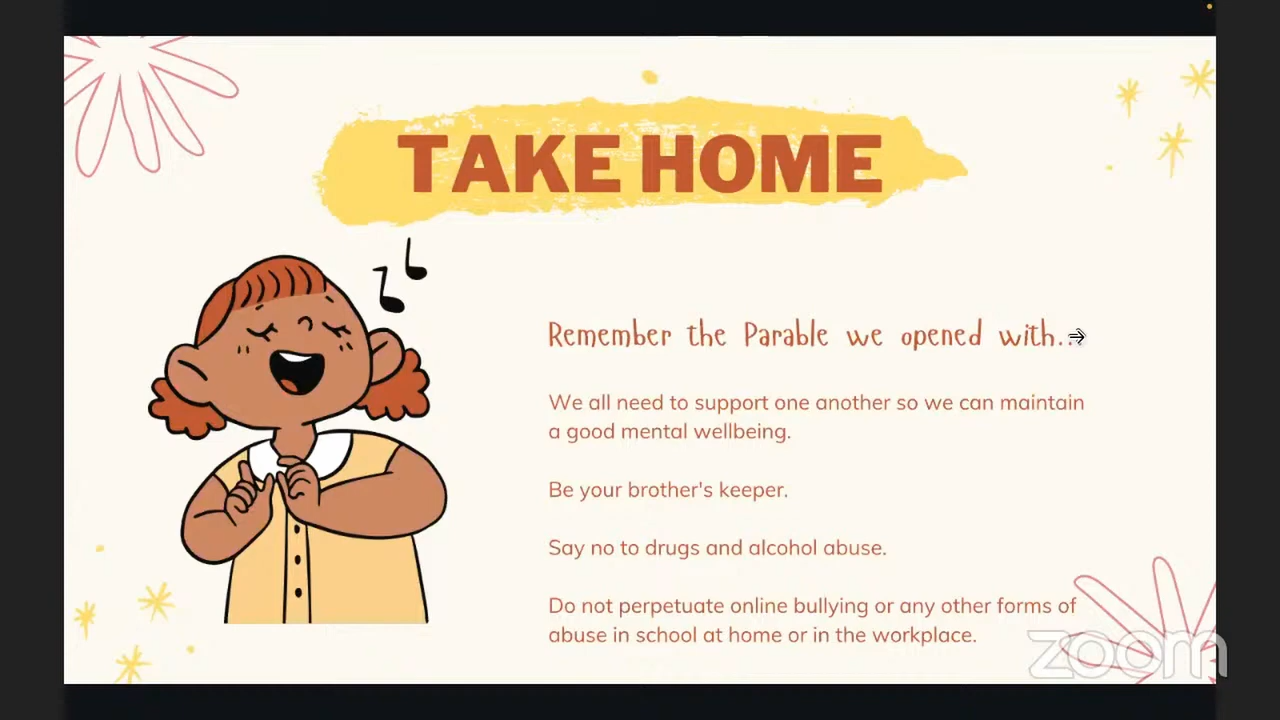 TAKE HOME
Remember the Parable we opened with...
We all need to support one another so we can maintain
a good mental wellbeing.
Be your brother's keeper.
Say no to drugs and alcohol abuse.
Do not perpetuate online bullying or any other forms of
abuse in school at home or in the workplace.
zoom